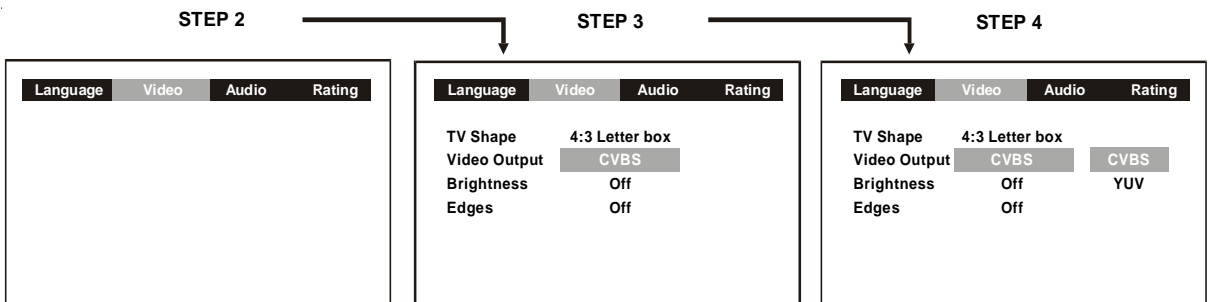 STEP 2
STEP 3
STEP 4
Language Video Audio Rating
Language Video Audio Rating
TV Shape 4:3 Letter box
Video Output CVBS
Brightness Off
Edges Off
Language Video Audio Rating
TV Shape 4:3 Letter box
Video Output CVBS CVBS
Brightness Off YUV
Edges Off